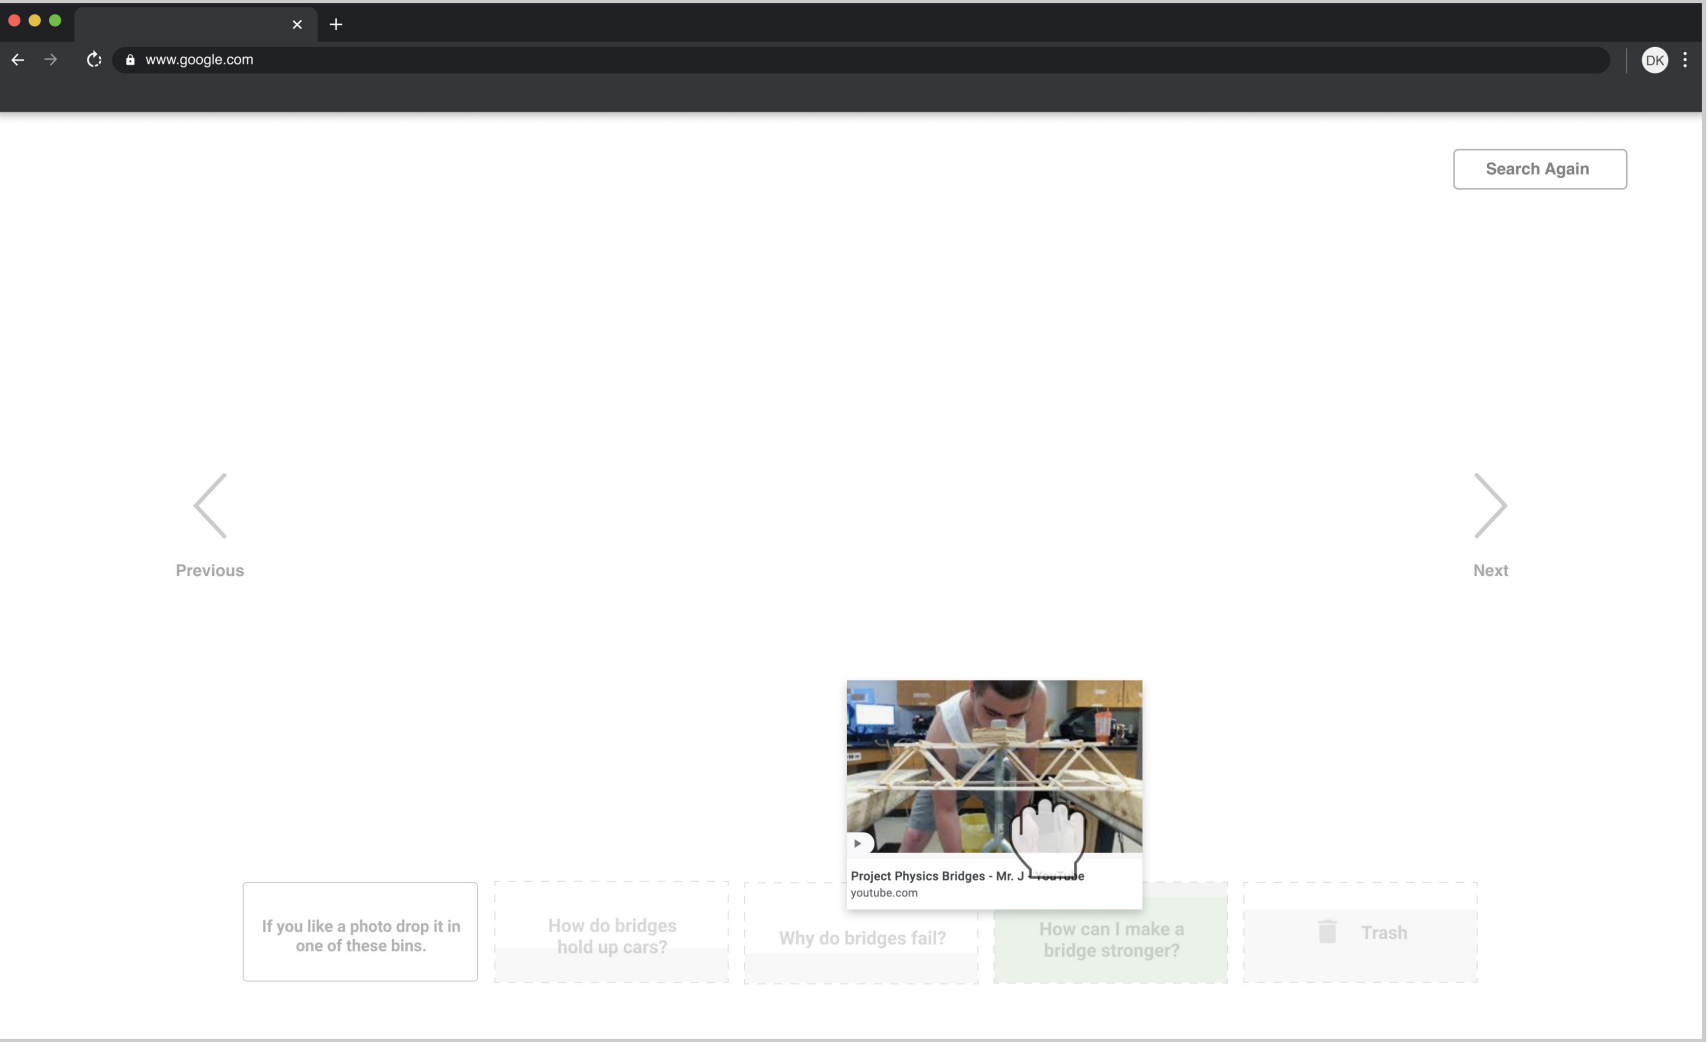 www.google.com
DK
Search Again
Previous
Next
Project Physics Bridges - Mr. J - YouTube
youtube.com
If you like a photo drop it in
one of these bins.
How do bridges
hold up cars?
Why do bridges fail?
How can I make a
bridge stronger?
Trash